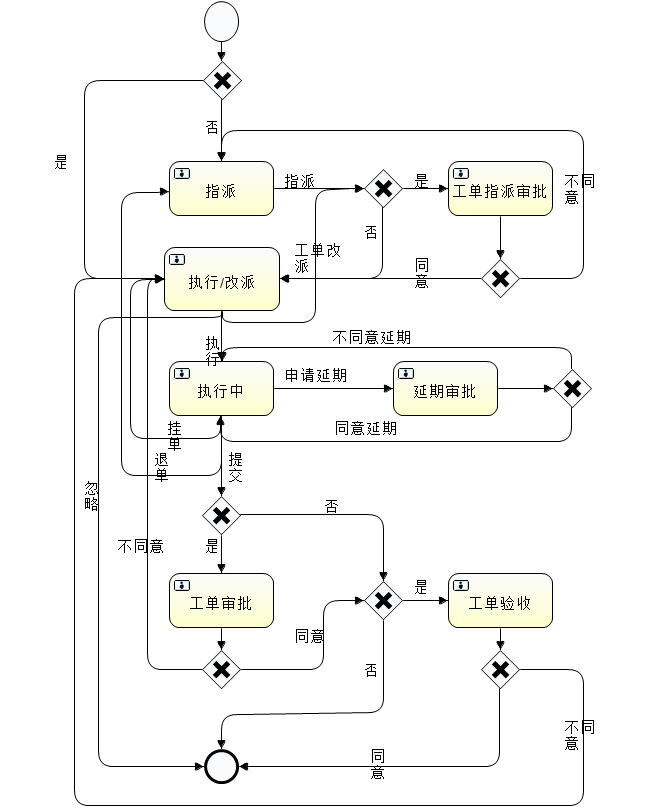 否
是
指派
指派
是
工单指派审批
不同
意
否
工单改
派
同
意
执行/改派
执
行
不同意延期
执行中
申请延期
延期审批
挂
单
同意延期
退
单
提
交
忽
略
否
不同意
是
工单审批
是
工单验收
同意
否
不同
意
同
意